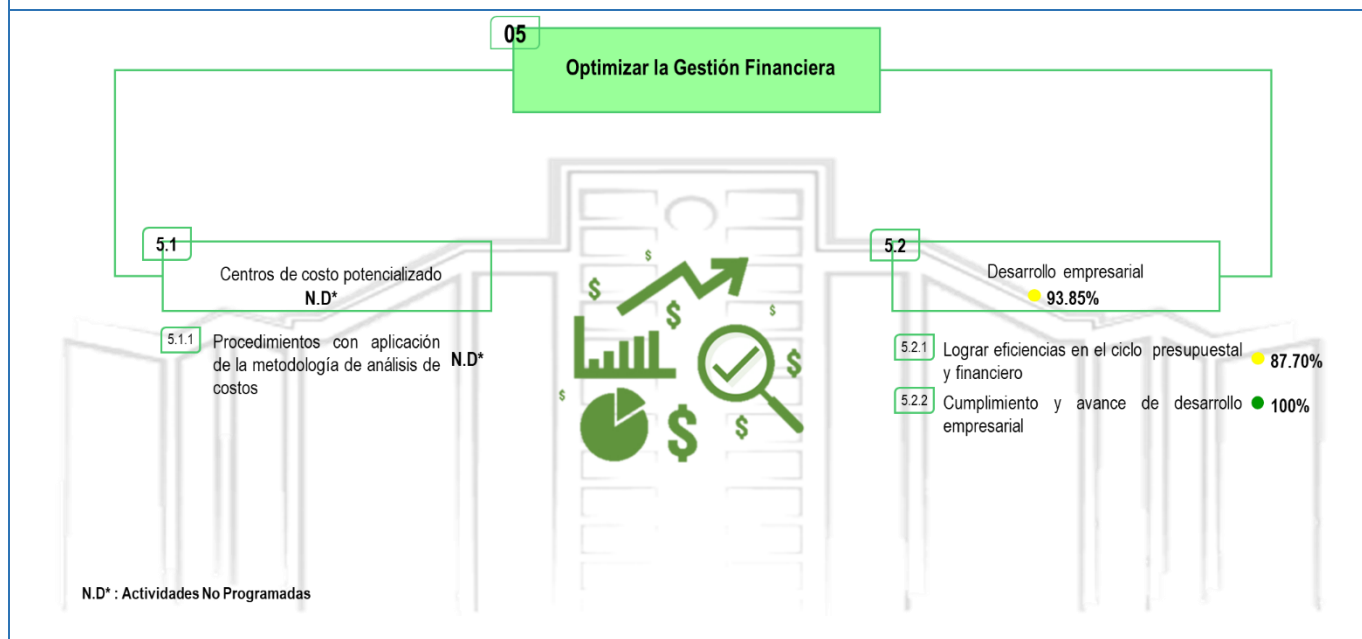 05
Optimizar la Gestión Financiera
5.1
Centros de costo potencializado
N.D*
5.1.1 Procedimientos con aplicación
de la metodología de análisis de N.D*
costos
5.2
Desarrollo empresarial
93.85%
5.2.1 Lograr eficiencias en el ciclo presupuestal 87.70%
y financiero
5.2.2 Cumplimiento y avance de desarrollo 100%
empresarial
$ $ $ $ $ $ $ $
N.D* : Actividades No Programadas